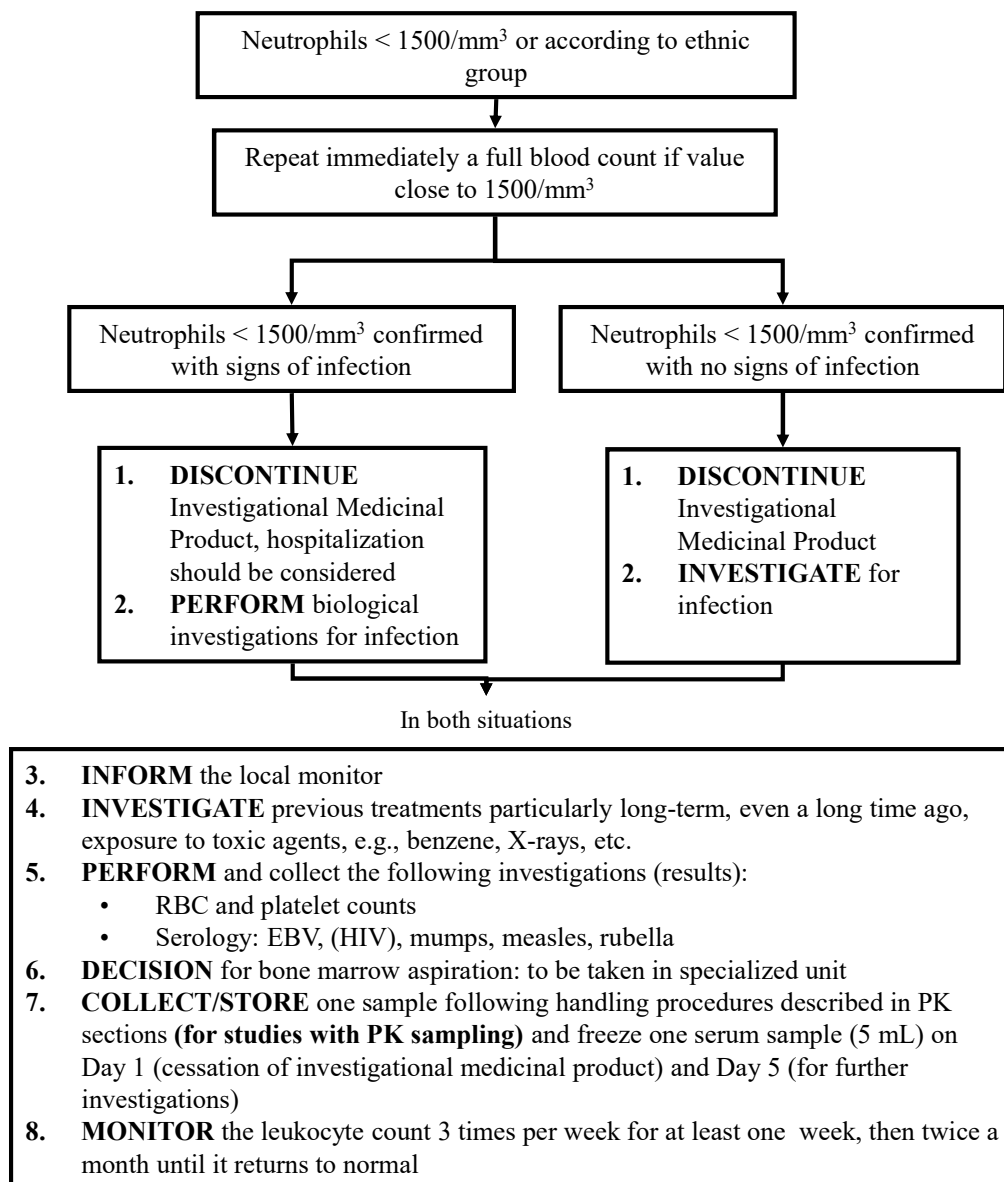 Neutrophils < 1500/mm³ or according to ethnic
group
Repeat immediately a full blood count if value
close to 1500/mm³
Neutrophils < 1500/mm³ confirmed
with signs of infection
Neutrophils < 1500/mm³ confirmed
with no signs of infection
1. DISCONTINUE
Investigational Medicinal
Product, hospitalization
should be considered
2. PERFORM biological
investigations for infection
1. DISCONTINUE
Investigational
Medicinal Product
2. INVESTIGATE for
infection
In both situations
3. INFORM the local monitor
4. INVESTIGATE previous treatments particularly long-term, even a long time ago,
exposure to toxic agents, e.g., benzene, X-rays, etc.
5. PERFORM and collect the following investigations (results):
• RBC and platelet counts
• Serology: EBV, (HIV), mumps, measles, rubella
6. DECISION for bone marrow aspiration: to be taken in specialized unit
7. COLLECT/STORE one sample following handling procedures described in PK
sections (for studies with PK sampling) and freeze one serum sample (5 mL) on
Day 1 (cessation of investigational medicinal product) and Day 5 (for further
investigations)
8. MONITOR the leukocyte count 3 times per week for at least one week, then twice a
month until it returns to normal